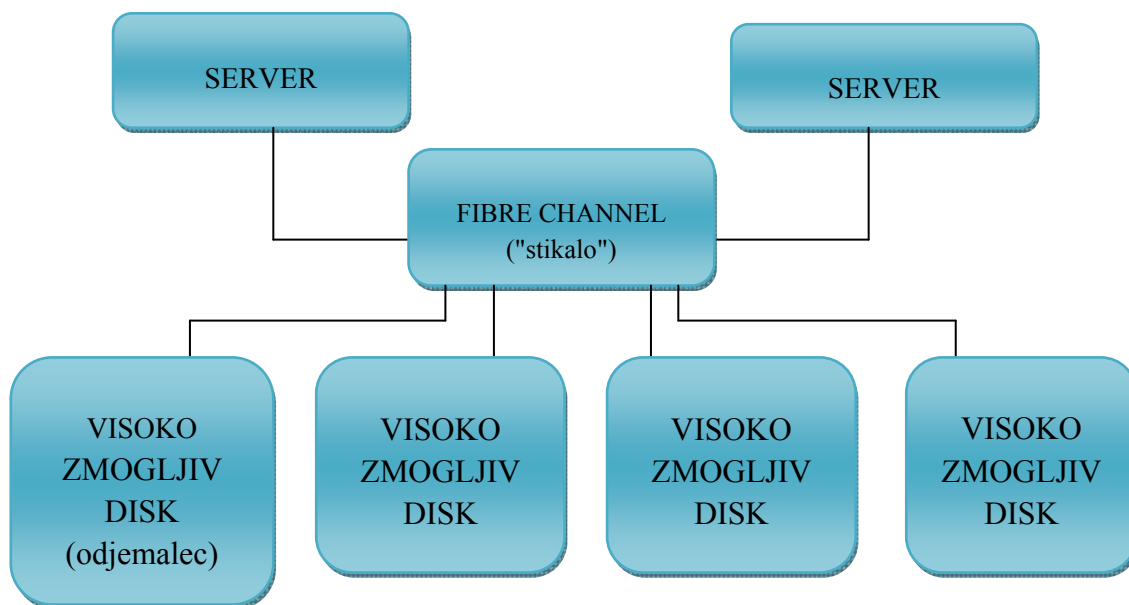 SERVER
SERVER
FIBRE CHANNEL
("stikalo")
VISOKO
ZMOGLJIV
DISK
(odjemalec)
VISOKO
ZMOGLJIV
DISK
VISOKO
ZMOGLJIV
DISK
VISOKO
ZMOGLJIV
DISK